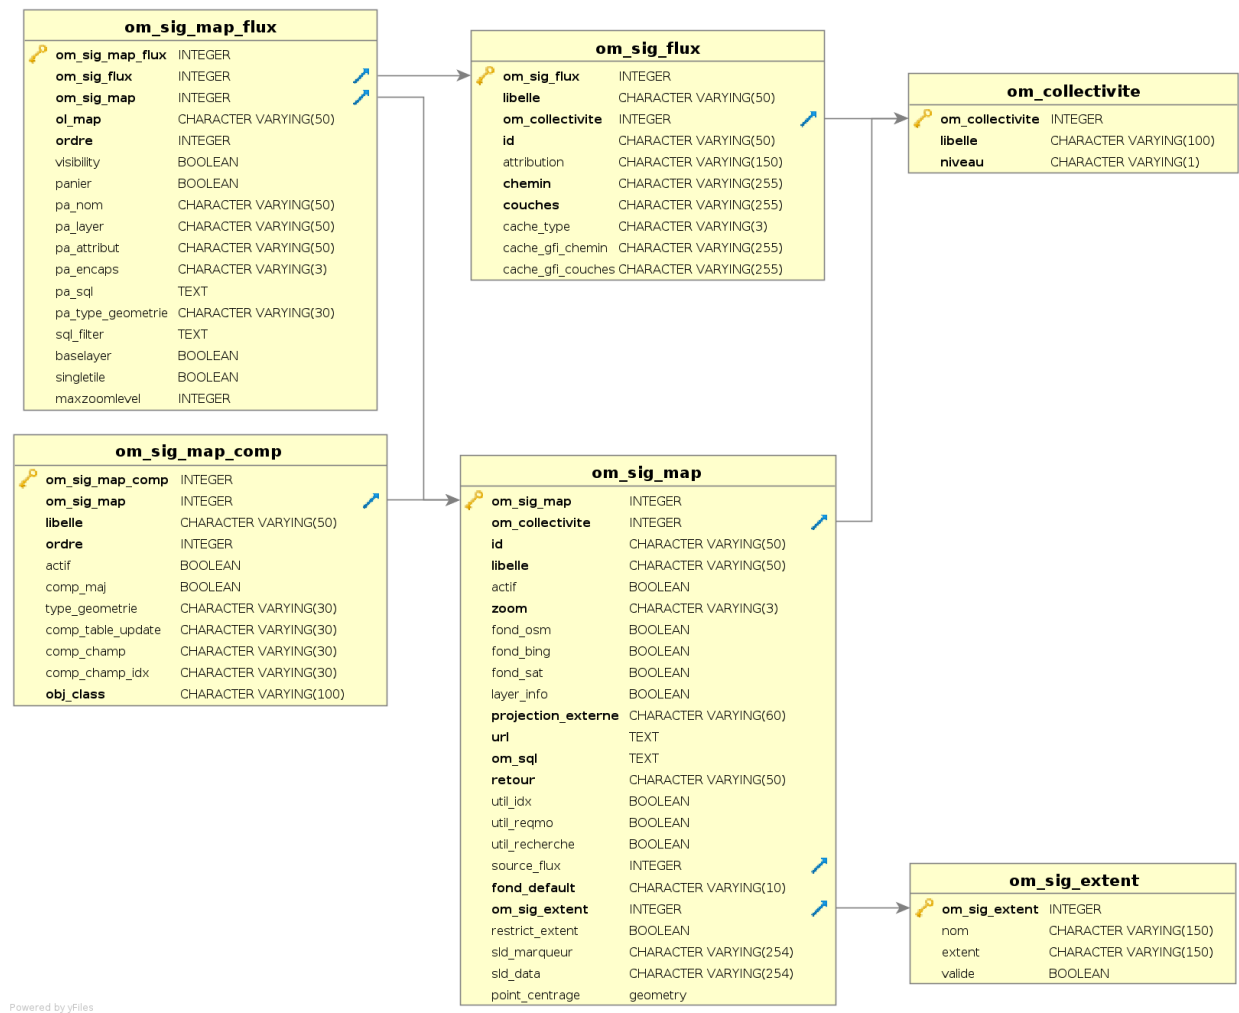 om_sig_map_flux
om_sig_map_flux INTEGER
om_sig_flux INTEGER
om_sig_map INTEGER
ol_map CHARACTER VARYING(50)
ordre INTEGER
visibility BOOLEAN
panier BOOLEAN
pa_nom CHARACTER VARYING(50)
pa_layer CHARACTER VARYING(50)
pa_attribut CHARACTER VARYING(50)
pa_encaps CHARACTER VARYING(3)
pa_sql TEXT
pa_type_geometrie CHARACTER VARYING(30)
sql_filter TEXT
baselayer BOOLEAN
singletile BOOLEAN
maxzoomlevel INTEGER
om_sig_flux
om_sig_flux INTEGER
libelle CHARACTER VARYING(50)
om_collectivite INTEGER
id CHARACTER VARYING(50)
attribution CHARACTER VARYING(150)
chemin CHARACTER VARYING(255)
couches CHARACTER VARYING(255)
cache_type CHARACTER VARYING(3)
cache_gfi_chemin CHARACTER VARYING(255)
cache_gfi_couches CHARACTER VARYING(255)
om_collectivite
om_collectivite INTEGER
libelle CHARACTER VARYING(100)
niveau CHARACTER VARYING(1)
om_sig_map_comp
om_sig_map_comp INTEGER
om_sig_map INTEGER
libelle CHARACTER VARYING(50)
ordre INTEGER
actif BOOLEAN
comp_maj BOOLEAN
type_geometrie CHARACTER VARYING(30)
comp_table_update CHARACTER VARYING(30)
comp_champ CHARACTER VARYING(30)
comp_champ_idx CHARACTER VARYING(30)
obj_class CHARACTER VARYING(100)
om_sig_map
om_sig_map INTEGER
om_collectivite INTEGER
id CHARACTER VARYING(50)
libelle CHARACTER VARYING(50)
actif BOOLEAN
zoom CHARACTER VARYING(3)
fond_osm BOOLEAN
fond_bing BOOLEAN
fond_sat BOOLEAN
layer_info BOOLEAN
projection_externe CHARACTER VARYING(60)
url TEXT
om_sql TEXT
retour CHARACTER VARYING(50)
util_idx BOOLEAN
util_reqmo BOOLEAN
util_recherche BOOLEAN
source_flux INTEGER
fond_default CHARACTER VARYING(10)
om_sig_extent INTEGER
restrict_extent BOOLEAN
sld_marqueur CHARACTER VARYING(254)
sld_data CHARACTER VARYING(254)
point_centrage geometry
om_sig_extent
om_sig_extent INTEGER
nom CHARACTER VARYING(150)
extent CHARACTER VARYING(150)
valide BOOLEAN
Powered by yFiles